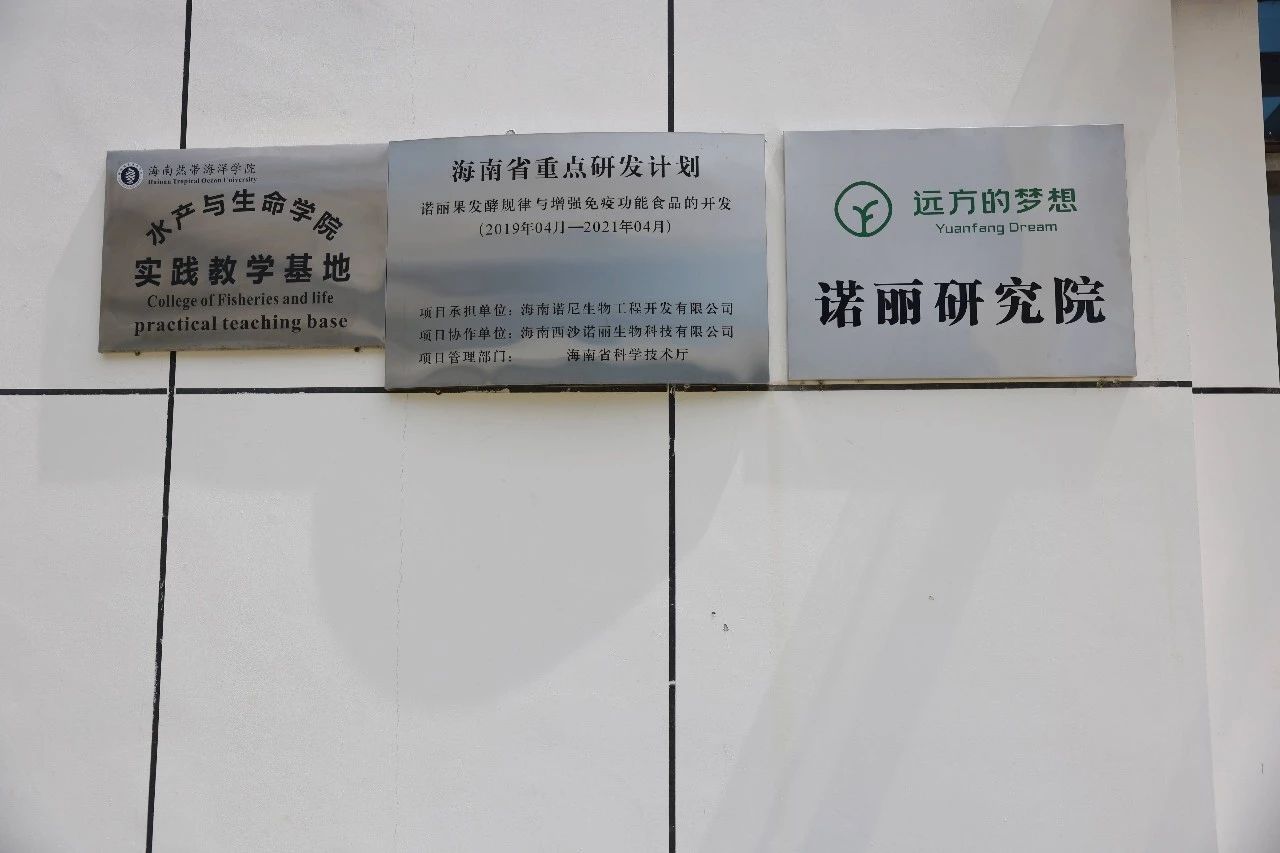 海南热带海洋学院
Hainan Tropical Ocean University
水产与生命学院
实践教学基地
College of Fisheries and life
practical teaching base
海南省重点研发计划
诺丽果发酵规律与增强免疫功能食品的开发
(2019年04月—2021年04月)
项目承担单位：海南诺尼生物工程开发有限公司
项目协作单位：海南西沙诺丽生物科技有限公司
项目管理部门： 海南省科学技术厅
远方的梦想
Yuanfang Dream
诺丽研究院